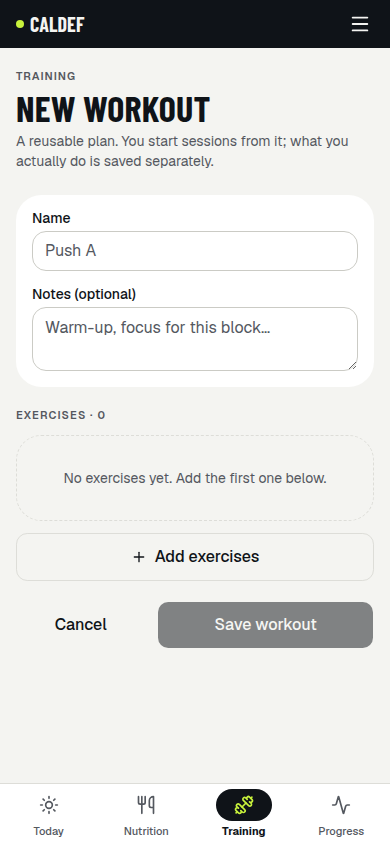 CALDEF
TRAINING
NEW WORKOUT
A reusable plan. You start sessions from it; what you
actually do is saved separately.
Name
Push A
Notes (optional)
Warm-up, focus for this block...
EXERCISES · 0
No exercises yet. Add the first one below.
+ Add exercises
Cancel
Save workout
Today
Nutrition
Training
Progress